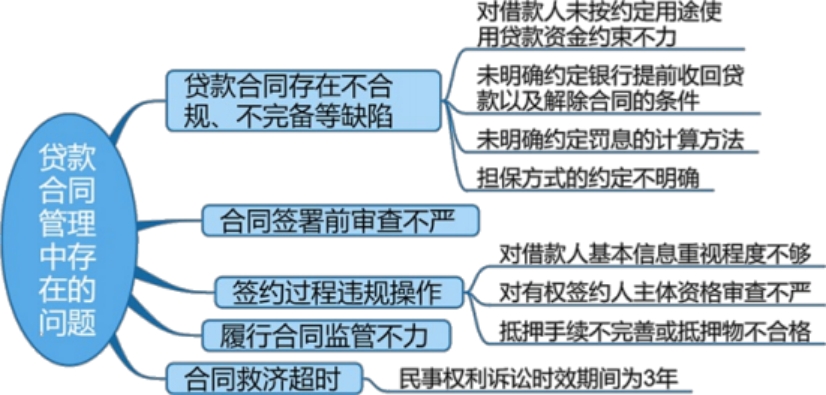 贷款
合同
管理
中存
在的
问题
贷款合同存在不合
规、不完备等缺陷
对借款人未按约定用途使
用贷款资金约束不力
未明确约定银行提前收回贷
款以及解除合同的条件
未明确约定罚息的计算方法
担保方式的约定不明确
合同签署前审查不严
签约过程违规操作
对借款人基本信息重视程度不够
对有权签约人主体资格审查不严
抵押手续不完善或抵押物不合格
履行合同监管不力
合同救济超时
民事权利诉讼时效期间为3年